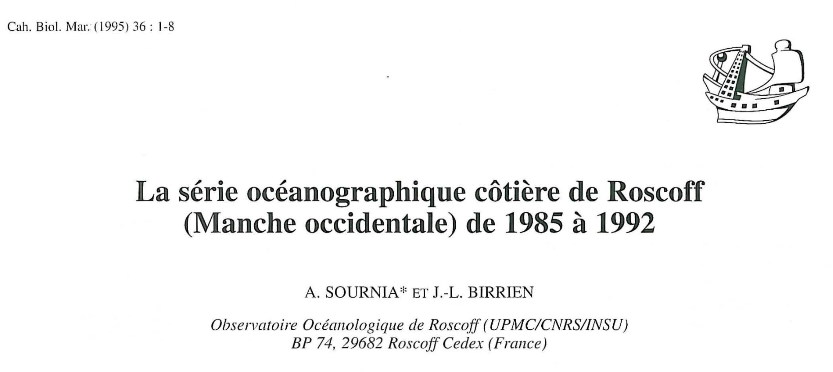 Cah. Biol. Mar. (1995) 36 : 1-8
La série océanographique côtière de Roscoff
(Manche occidentale) de 1985 à 1992
A. SOURNIA* ET J.-L. BIRRIEN
Observatoire Océanologique de Roscoff (UPMC/CNRS/INSU)
BP 74, 29682 Roscoff Cedex (France)